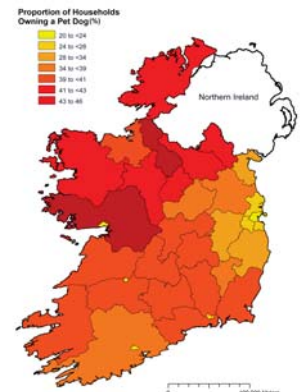 Proportion of Households
Owning a Pet Dog(%)
20 to <24
24 to <28
28 to <34
34 to <39
39 to <41
41 to <43
43 to 46
Northern Ireland
0